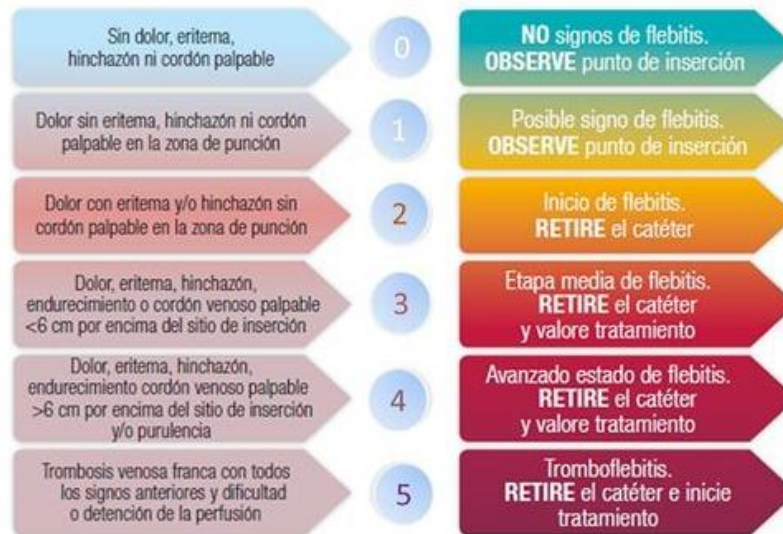 Sin dolor, eritema,
hinchazón ni cordón palpable
0
NO signos de flebitis.
OBSERVE punto de inserción
Dolor sin eritema, hinchazón ni cordón
palpable en la zona de punción
1
Posible signo de flebitis.
OBSERVE punto de inserción
Dolor con eritema y/o hinchazón sin
cordón palpable en la zona de punción
2
Inicio de flebitis.
RETIRE el catéter
Dolor, eritema, hinchazón,
endurecimiento o cordón venoso palpable
<6 cm por encima del sitio de inserción
3
Etapa media de flebitis.
RETIRE el catéter
y valore tratamiento
Dolor, eritema, hinchazón,
endurecimiento cordón venoso palpable
>6 cm por encima del sitio de inserción
y/o purulencia
4
Avanzado estado de flebitis.
RETIRE el catéter
y valore tratamiento
Trombosis venosa franca con todos
los signos anteriores y dificultad
o detención de la perfusión
5
Tromboflebitis.
RETIRE el catéter e inicie
tratamiento